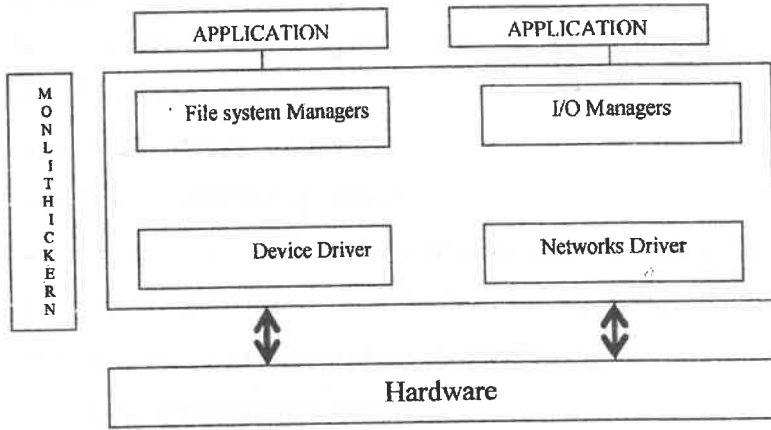 APPLICATION
APPLICATION
MONLITHICKERN
File system Managers
I/O Managers
Device Driver
Networks Driver
Hardware